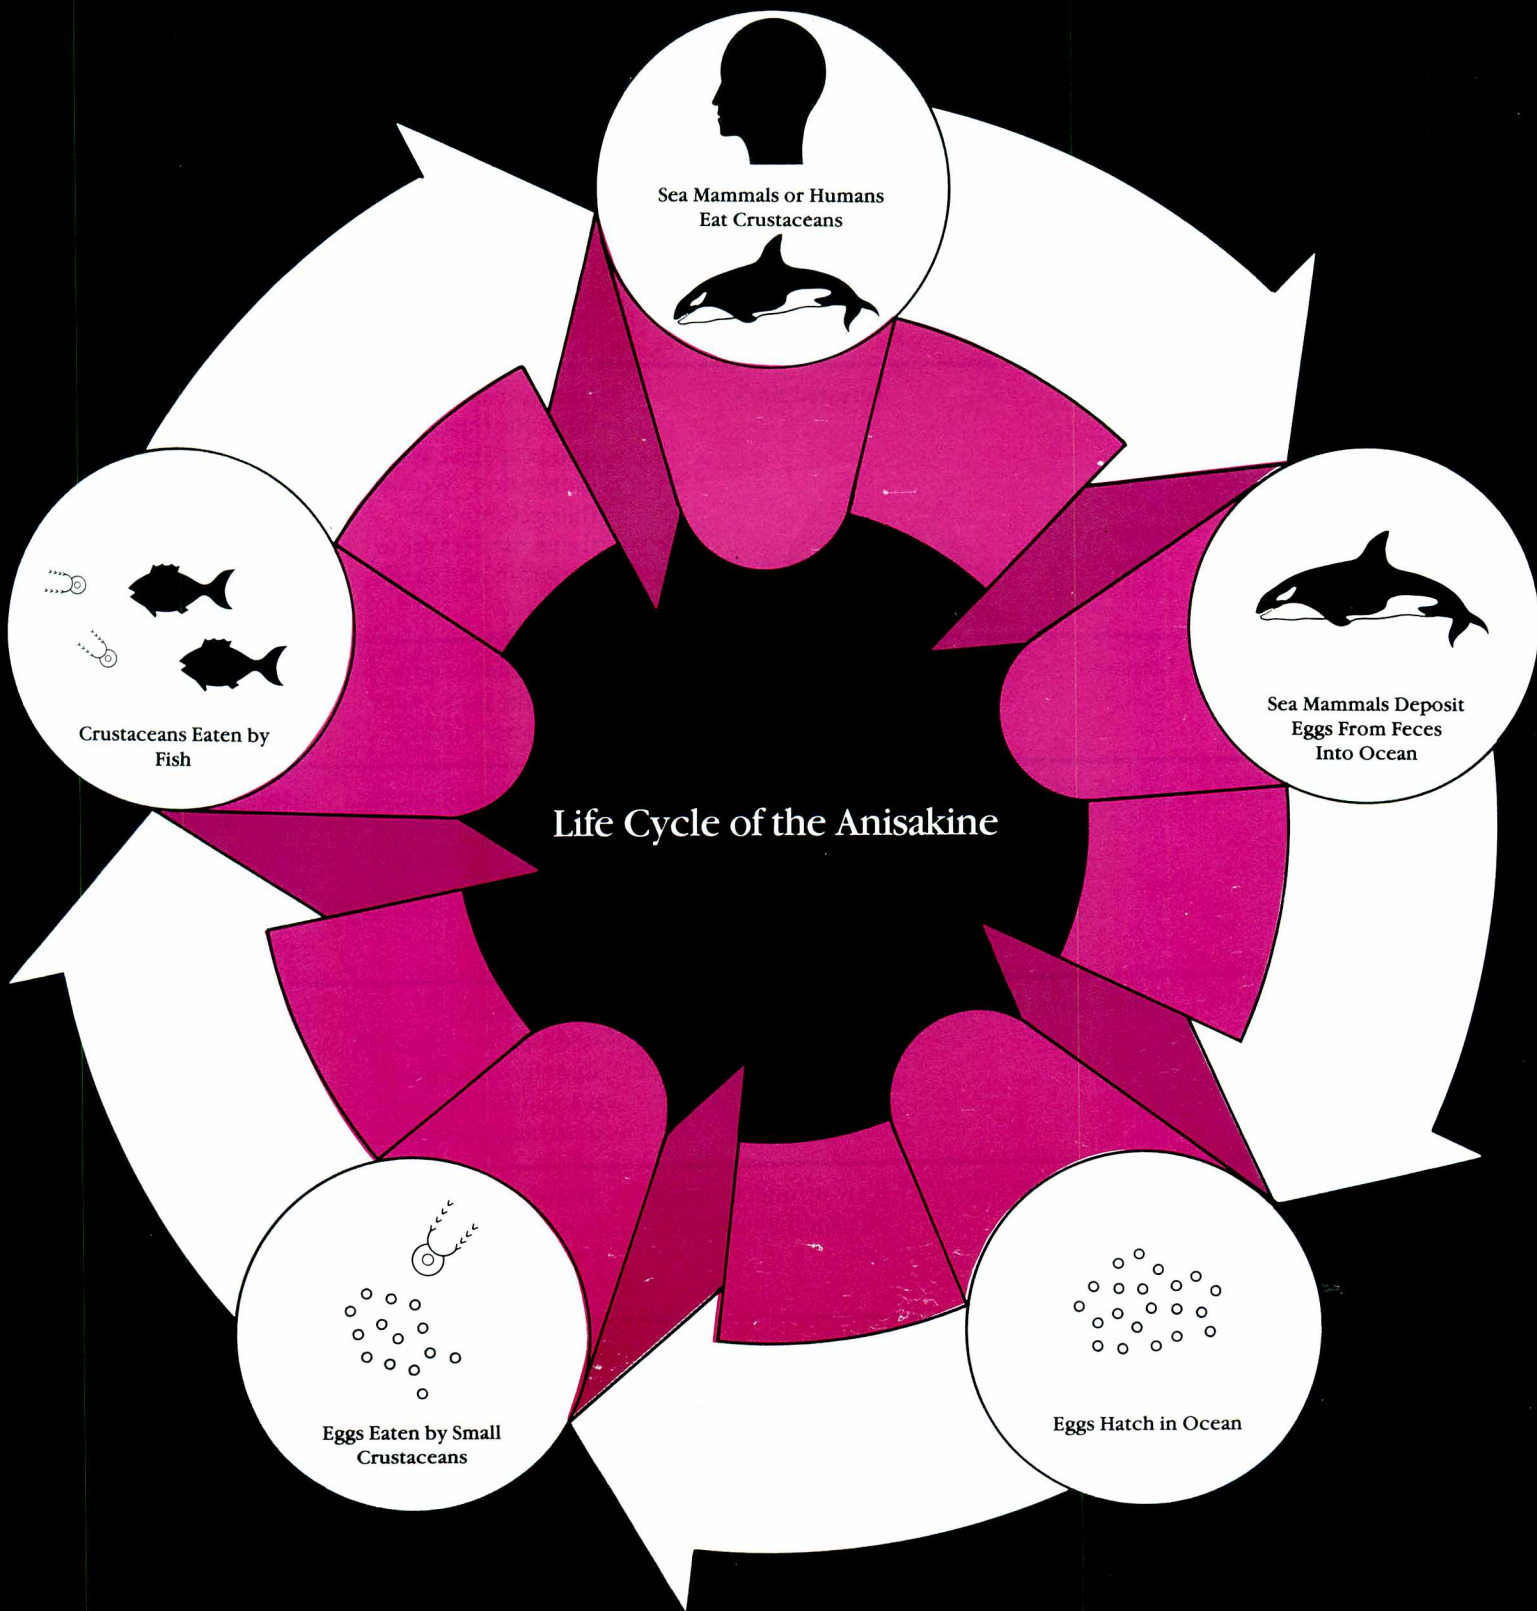 Sea Mammals or Humans
Eat Crustaceans
Sea Mammals Deposit
Eggs From Feces
Into Ocean
Eggs Hatch in Ocean
Eggs Eaten by Small
Crustaceans
Crustaceans Eaten by
Fish
Life Cycle of the Anisakine